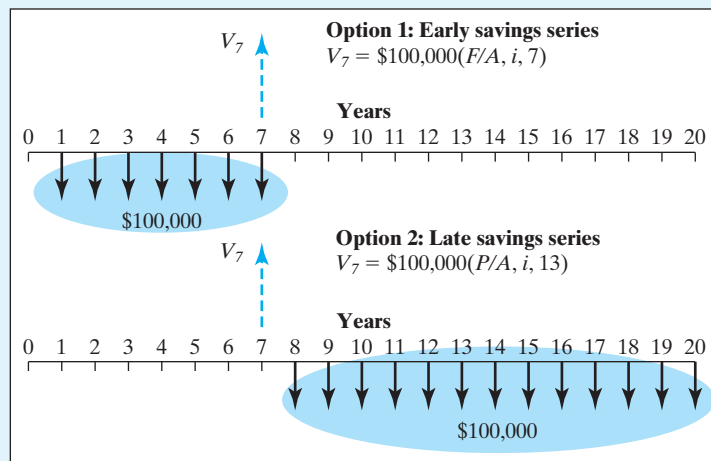 Option 1: Early savings series
V7 = $100,000(F/A, i, 7)
V7
Years
0 1 2 3 4 5 6 7 8 9 10 11 12 13 14 15 16 17 18 19 20
$100,000
Option 2: Late savings series
V7 = $100,000(P/A, i, 13)
V7
Years
0 1 2 3 4 5 6 7 8 9 10 11 12 13 14 15 16 17 18 19 20
$100,000